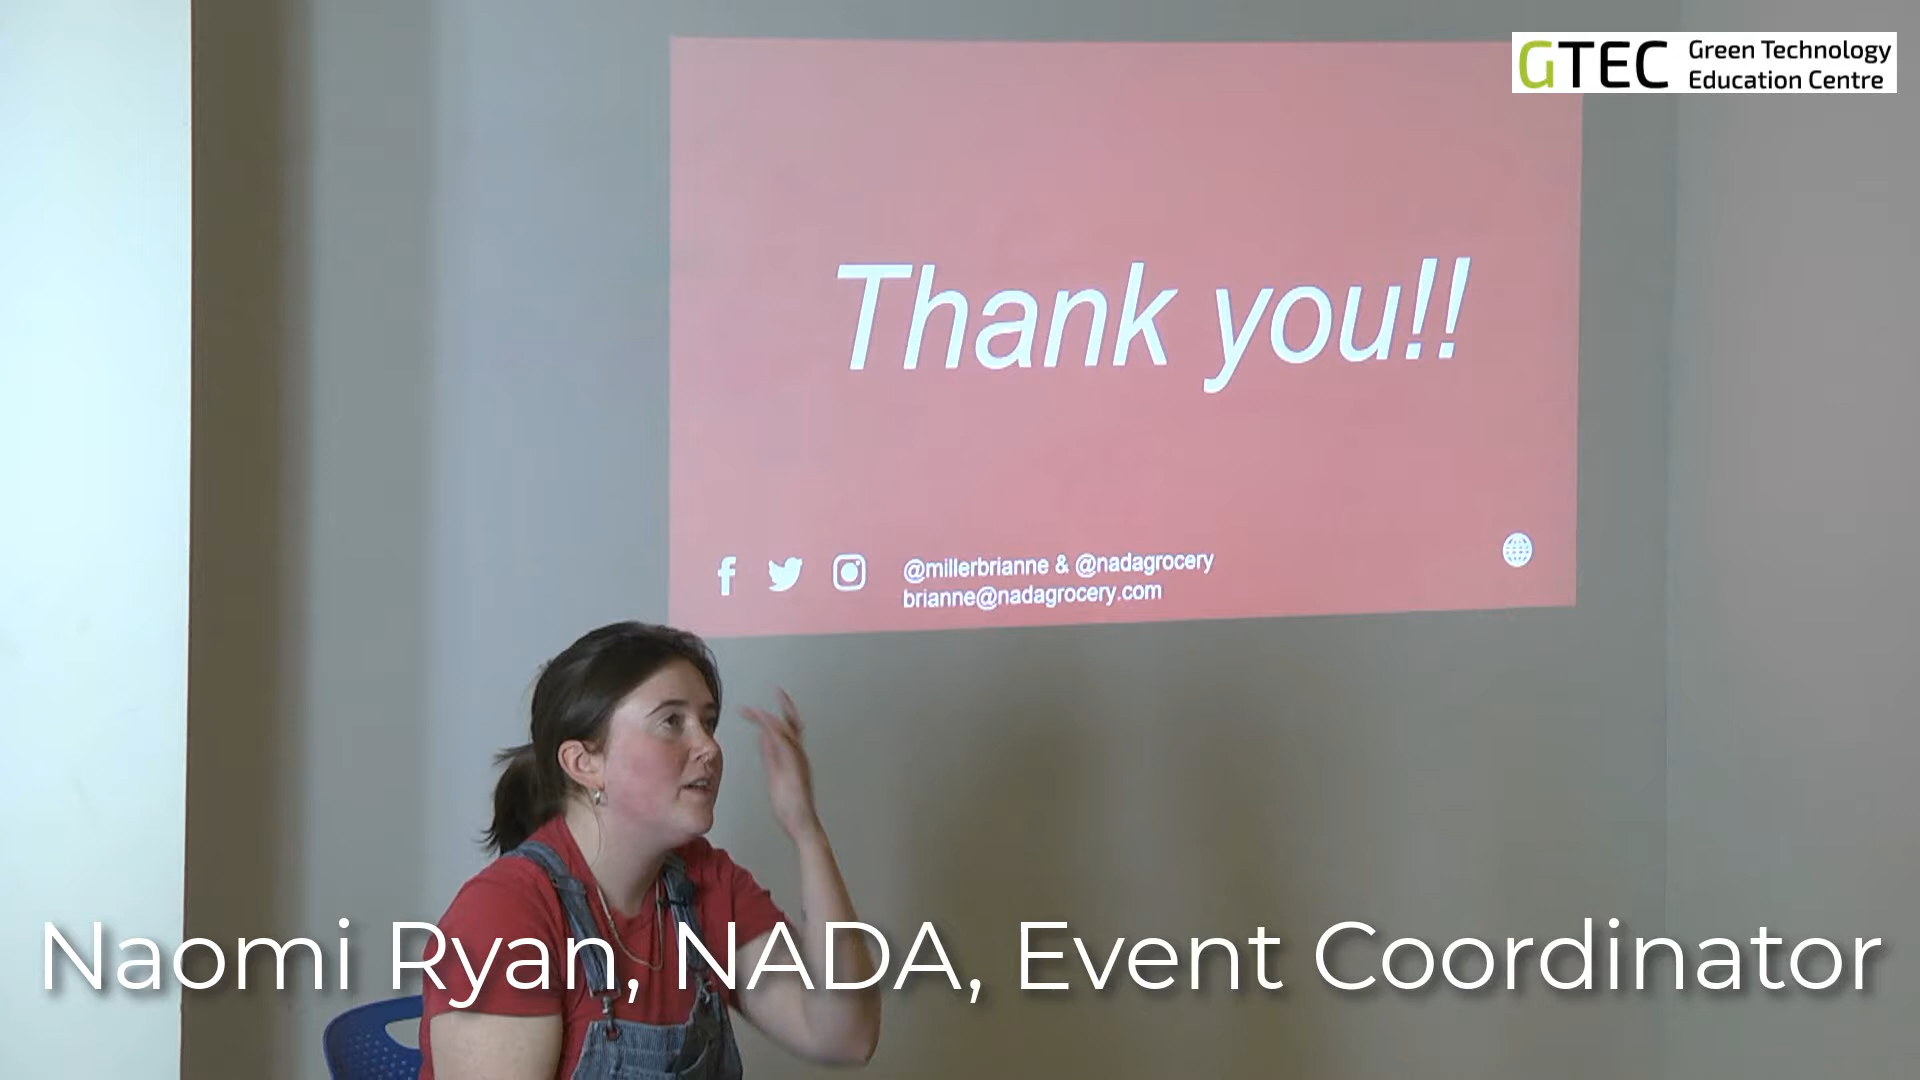 GTEC Green Technology
Education Centre
Thank you!!
@millerbrianne & @nadagrocery
brianne@nadagrocery.com
Naomi Ryan, NADA, Event Coordinator